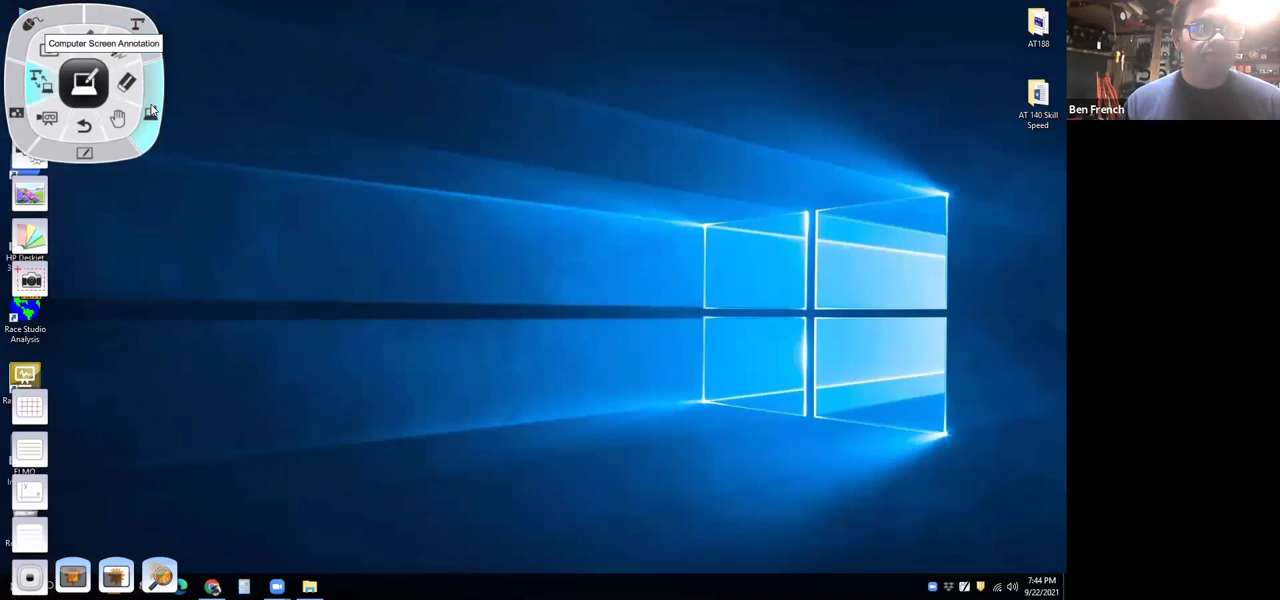 Computer Screen Annotation
AT188
AT 140 Skill
Speed
Ben French
HP Deskjet
Race Studio
Analysis
ELMO
7:44 PM
9/22/2021